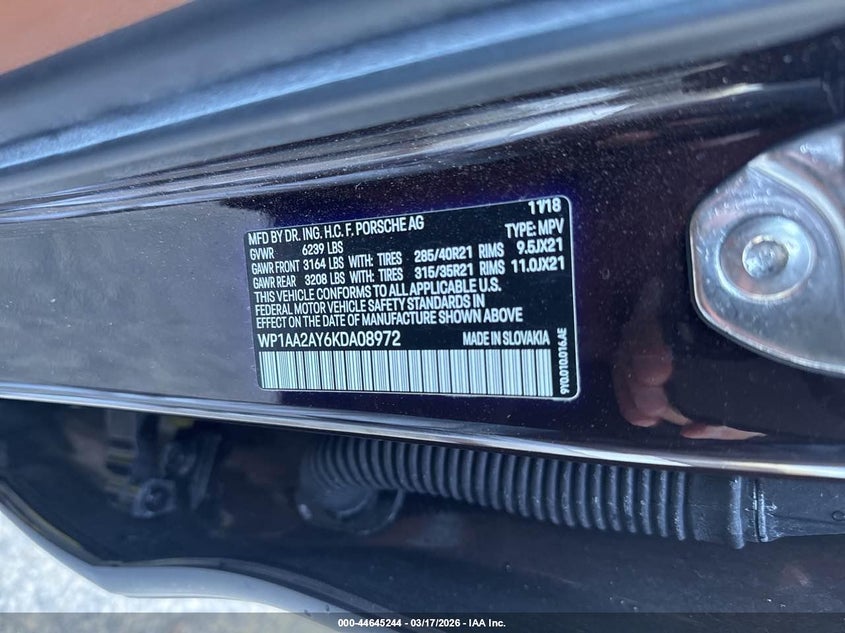 11/18
MFD BY DR. ING. H.C. F. PORSCHE AG
TYPE: MPV
GVWR 6239 LBS
GAWR FRONT 3164 LBS WITH: TIRES 285/40R21 RIMS 9.5JX21
GAWR REAR 3208 LBS WITH: TIRES 315/35R21 RIMS 11.0JX21
THIS VEHICLE CONFORMS TO ALL APPLICABLE U.S.
FEDERAL MOTOR VEHICLE SAFETY STANDARDS IN
EFFECT ON THE DATE OF MANUFACTURE SHOWN ABOVE
WP1AA2AY6KDA08972 MADE IN SLOVAKIA
9Y0.010.016.AE
000-44645244 | 03/17/2026 - IAA Inc.